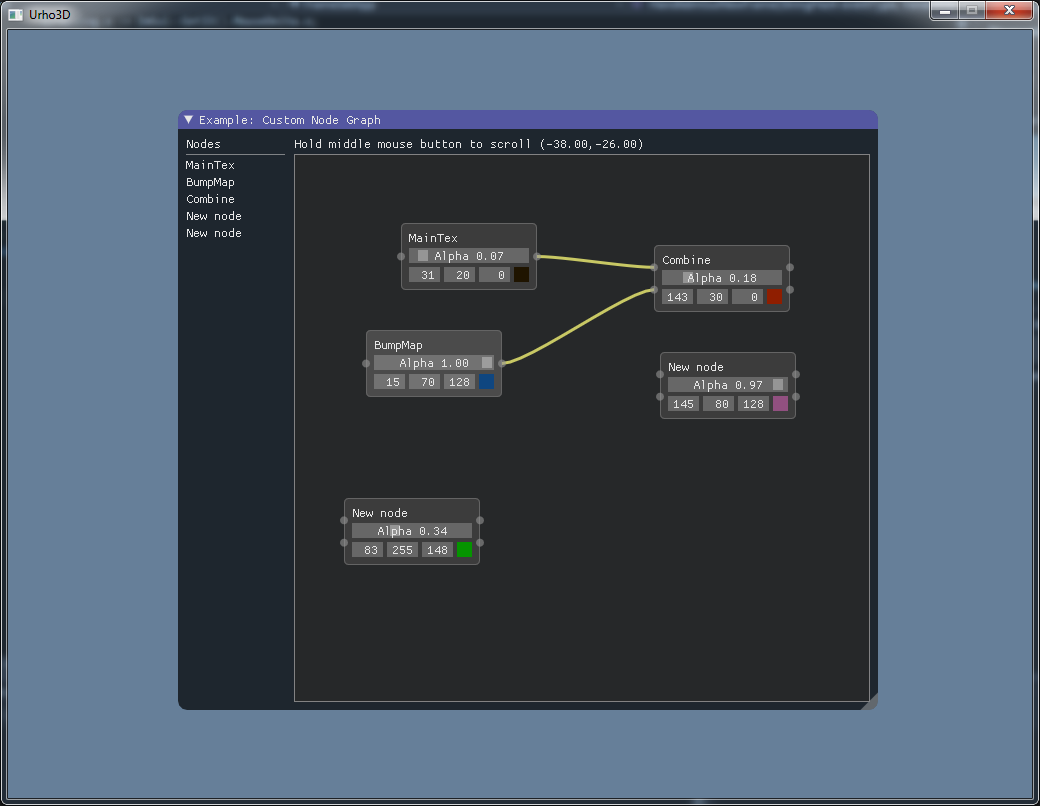 Urho3D
Example: Custom Node Graph
Nodes
Hold middle mouse button to scroll (-38.00,-26.00)
MainTex
BumpMap
Combine
New node
New node
MainTex
Alpha 0.07
31 20 0
Combine
Alpha 0.18
143 30 0
BumpMap
Alpha 1.00
15 70 128
New node
Alpha 0.97
145 80 128
New node
Alpha 0.34
83 255 148